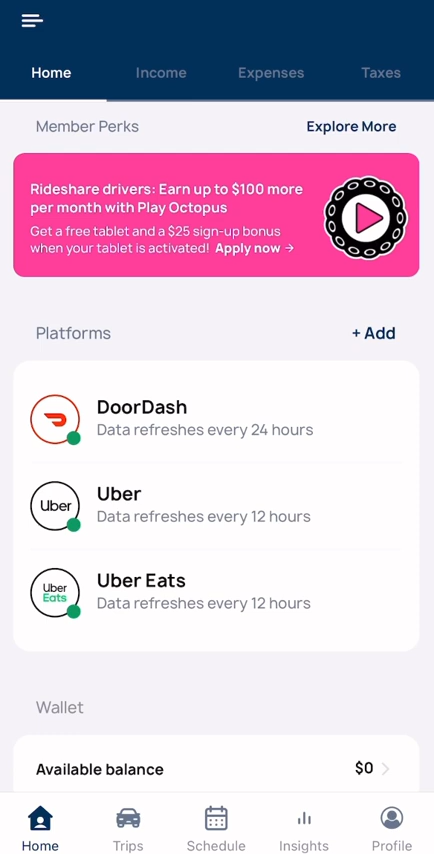 Home Income Expenses Taxes
Member Perks Explore More
Rideshare drivers: Earn up to $100 more
per month with Play Octopus
Get a free tablet and a $25 sign-up bonus
when your tablet is activated! Apply now →
Platforms + Add
DoorDash
Data refreshes every 24 hours
Uber
Uber
Data refreshes every 12 hours
Uber
Eats
Uber Eats
Data refreshes every 12 hours
Wallet
Available balance $0
Home Trips Schedule Insights Profile